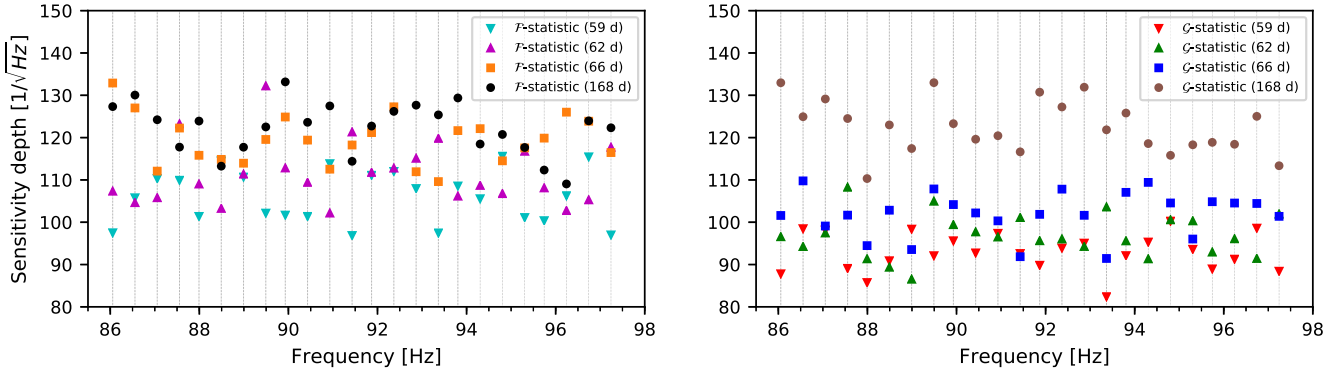 Sensitivity depth [1/√Hz]
150
140
130
120
110
100
90
80
86 88 90 92 94 96 98
Frequency [Hz]
ℱ-statistic (59 d)
ℱ-statistic (62 d)
ℱ-statistic (66 d)
ℱ-statistic (168 d)
150
140
130
120
110
100
90
80
86 88 90 92 94 96 98
Frequency [Hz]
𝒢-statistic (59 d)
𝒢-statistic (62 d)
𝒢-statistic (66 d)
𝒢-statistic (168 d)